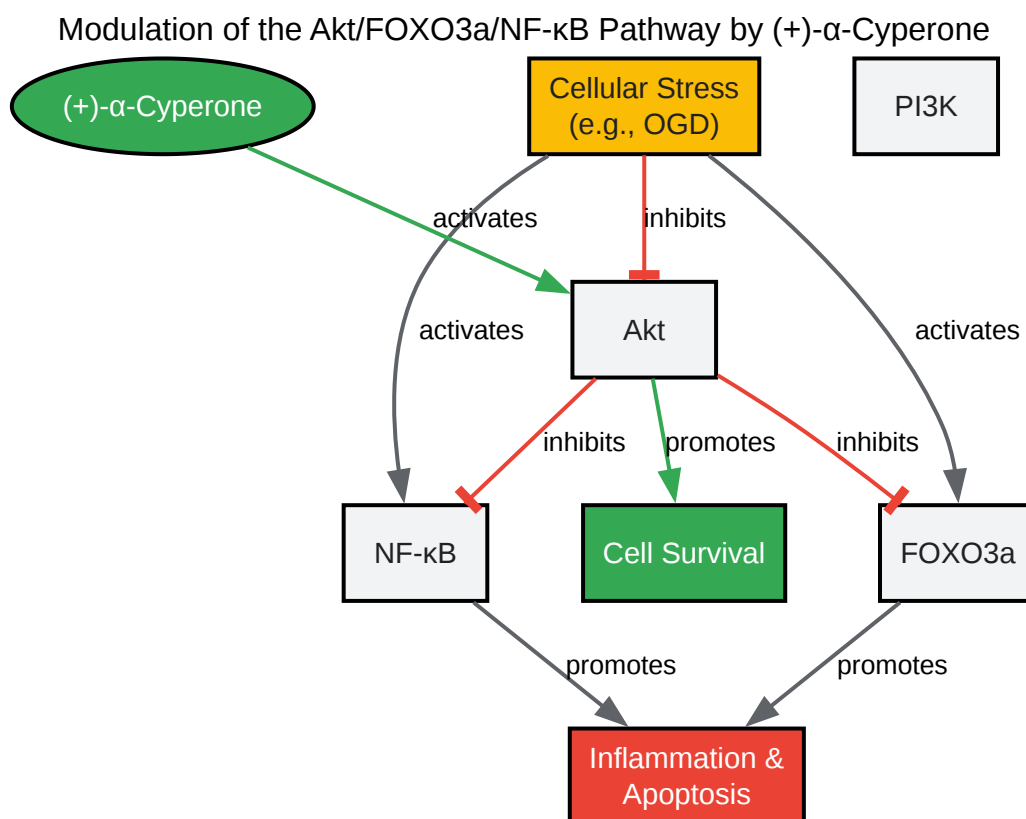 Modulation of the Akt/FOXO3a/NF-κB Pathway by (+)-α-Cyperone
(+)-α-Cyperone
Cellular Stress
(e.g., OGD)
PI3K
activates
inhibits
activates
Akt
activates
inhibits
promotes
inhibits
NF-κB
Cell Survival
FOXO3a
promotes
promotes
Inflammation &
Apoptosis